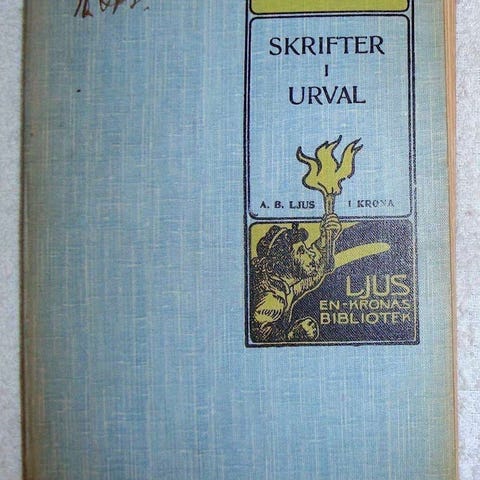 SKRIFTER
I
URVAL
A. B. LJUS I KRONA
LJUS
EN-KRONAS
BIBLIOTEK